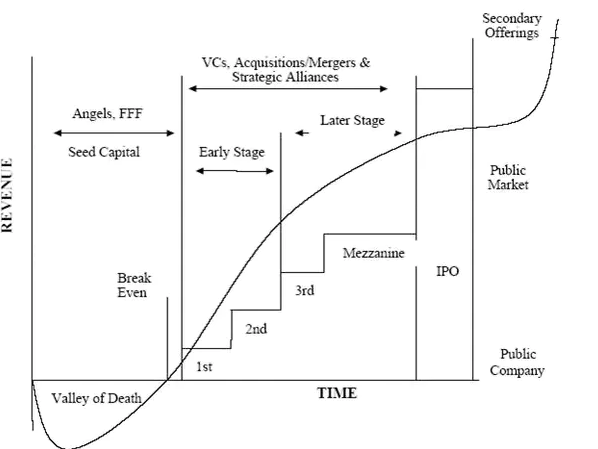 Secondary
Offerings
VCs, Acquisitions/Mergers &
Strategic Alliances
Angels, FFF
Later Stage
Seed Capital
Early Stage
REVENUE
Public
Market
Mezzanine
Break
Even
IPO
3rd
2nd
1st
Public
Company
Valley of Death
TIME